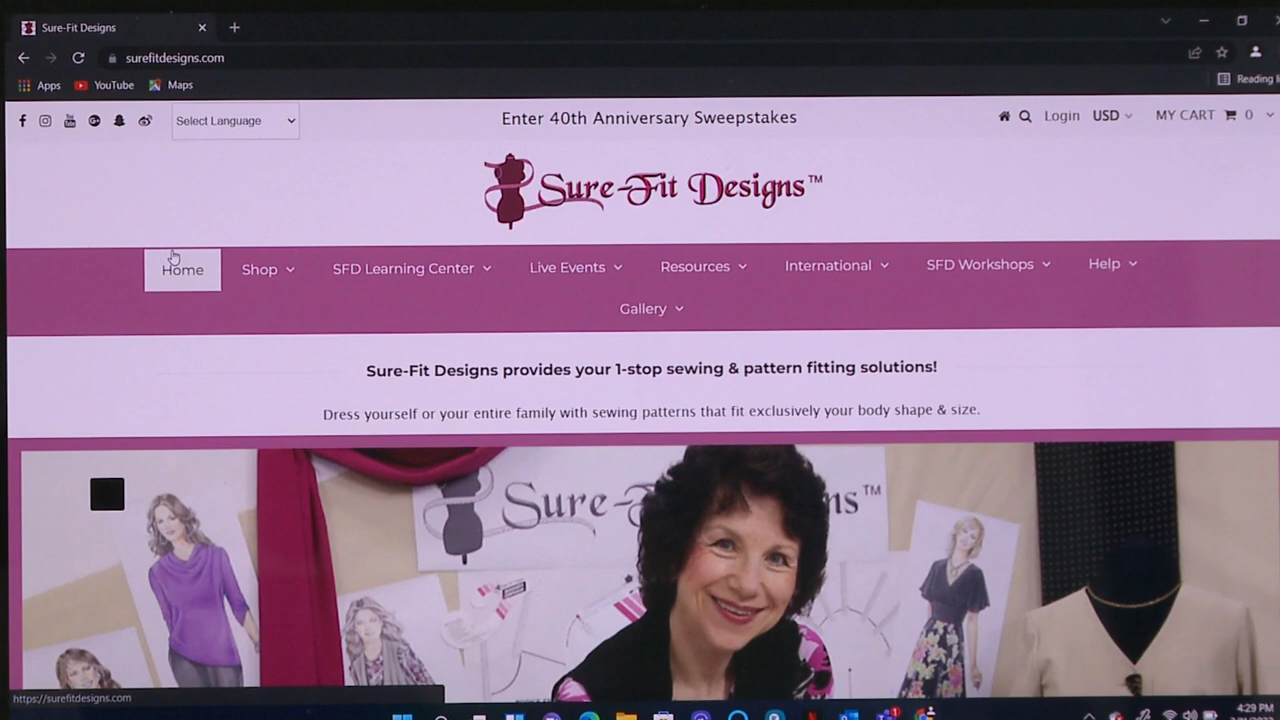 Sure-Fit Designs
surefitdesigns.com
Apps YouTube Maps
Reading
Select Language
Enter 40th Anniversary Sweepstakes
Login USD MY CART 0
Sure-Fit Designs™
Home Shop SFD Learning Center Live Events Resources International SFD Workshops Help
Gallery
Sure-Fit Designs provides your 1-stop sewing & pattern fitting solutions!
Dress yourself or your entire family with sewing patterns that fit exclusively your body shape & size.
https://surefitdesigns.com
4:29 PM